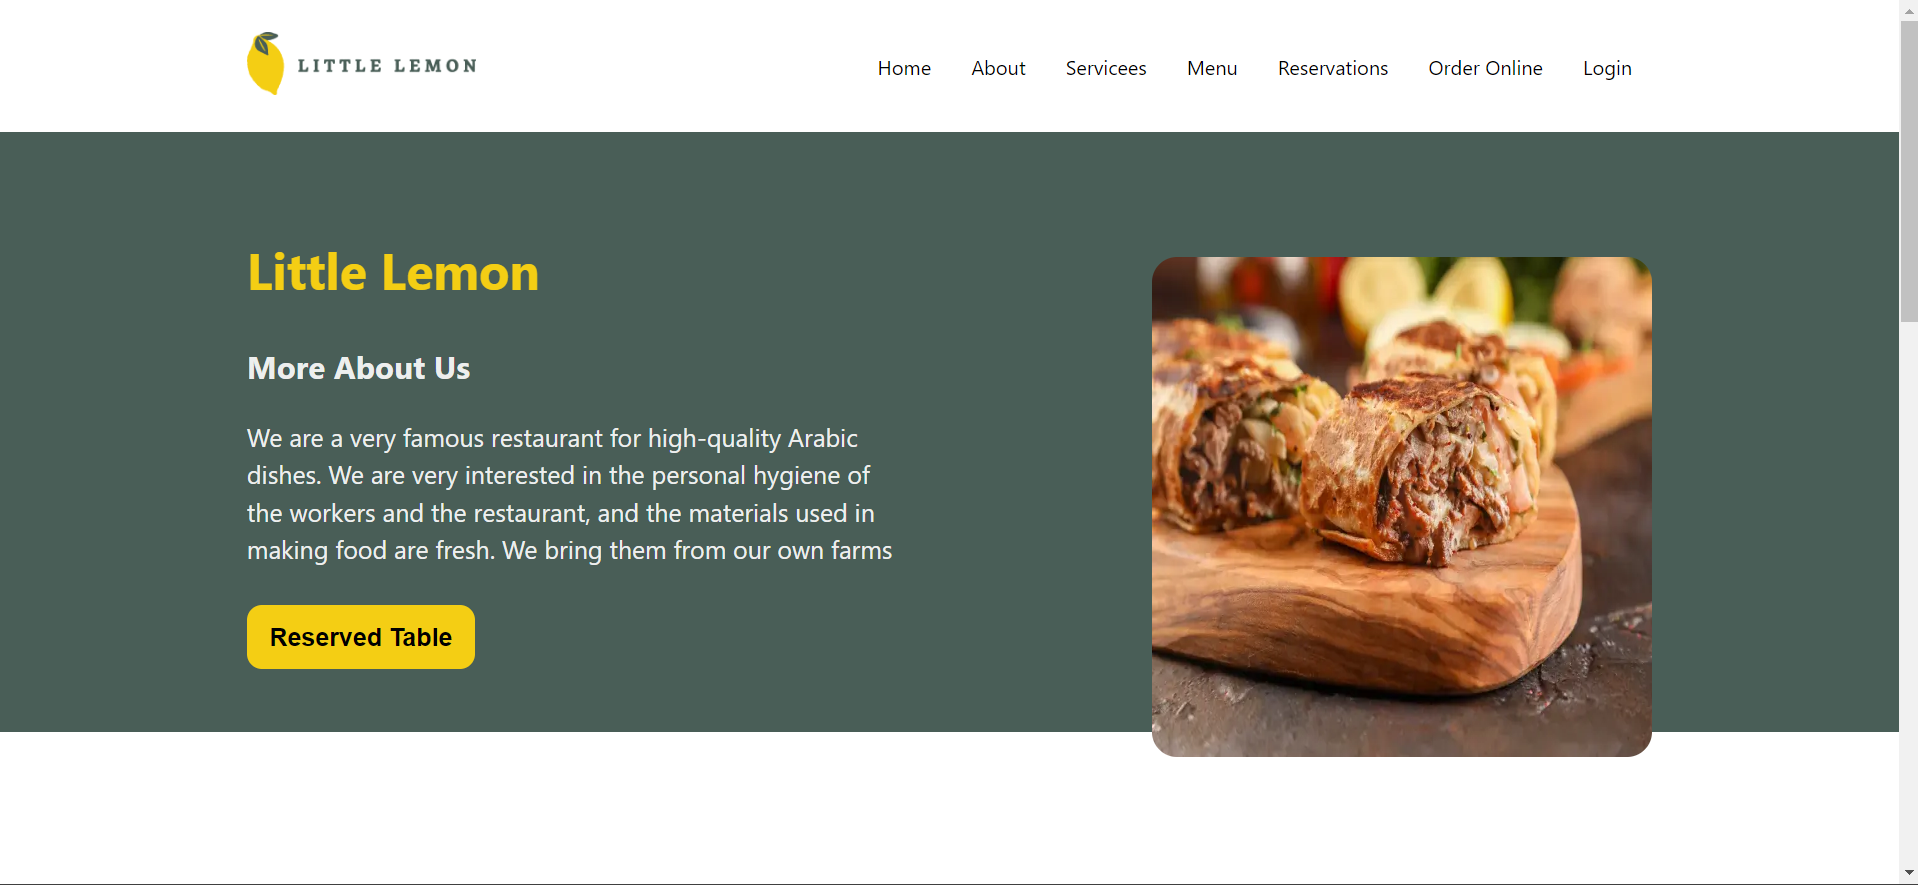 LITTLE LEMON
Home About Servicees Menu Reservations Order Online Login
Little Lemon
More About Us
We are a very famous restaurant for high-quality Arabic
dishes. We are very interested in the personal hygiene of
the workers and the restaurant, and the materials used in
making food are fresh. We bring them from our own farms
Reserved Table